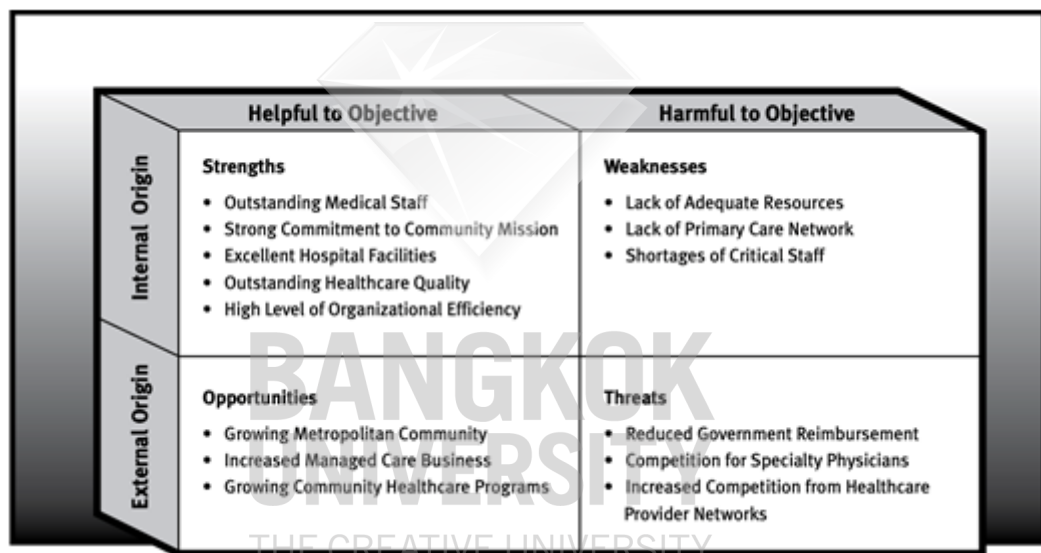 Helpful to Objective
Harmful to Objective
Internal Origin
Strengths
• Outstanding Medical Staff
• Strong Commitment to Community Mission
• Excellent Hospital Facilities
• Outstanding Healthcare Quality
• High Level of Organizational Efficiency
Weaknesses
• Lack of Adequate Resources
• Lack of Primary Care Network
• Shortages of Critical Staff
External Origin
Opportunities
• Growing Metropolitan Community
• Increased Managed Care Business
• Growing Community Healthcare Programs
Threats
• Reduced Government Reimbursement
• Competition for Specialty Physicians
• Increased Competition from Healthcare
Provider Networks
BANGKOK
UNIVERSITY
THE CREATIVE UNIVERSITY